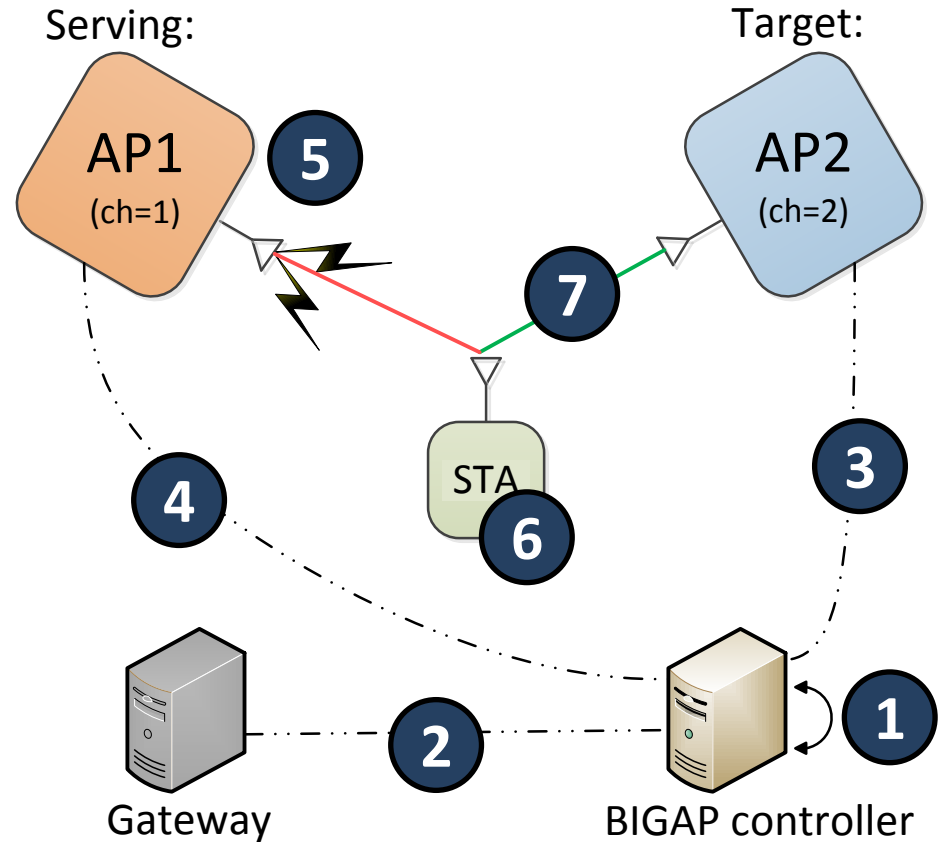 Serving:
Target:
AP1
(ch=1)
5
AP2
(ch=2)
7
3
4
STA
6
2
1
Gateway
BIGAP controller